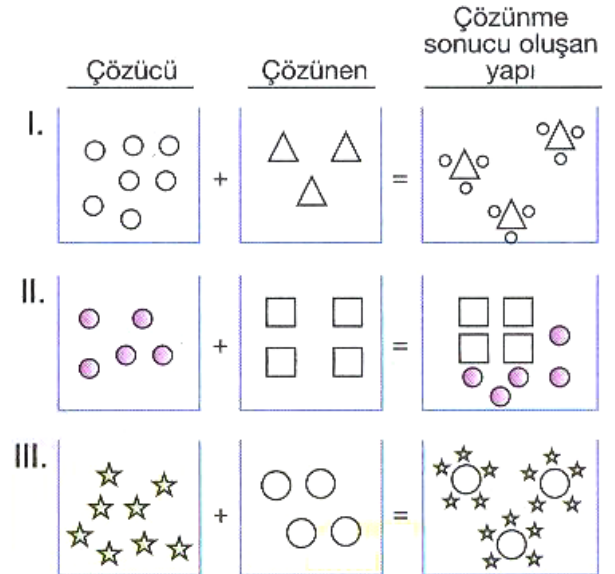 Çözücü
Çözünen
Çözünme
sonucu oluşan
yapı
I.
+
=
II.
+
=
III.
+
=